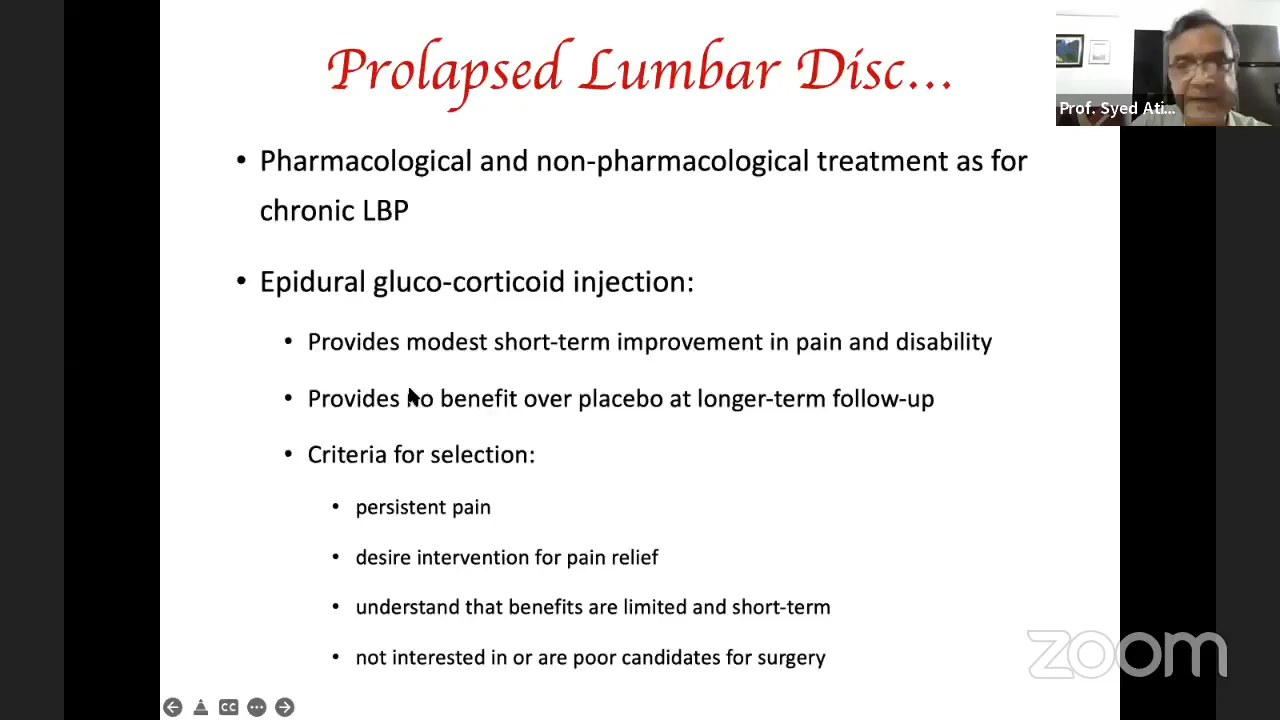 Prolapsed Lumbar Disc...
Prof. Syed Ati...
• Pharmacological and non-pharmacological treatment as for
chronic LBP
• Epidural gluco-corticoid injection:
• Provides modest short-term improvement in pain and disability
• Provides no benefit over placebo at longer-term follow-up
• Criteria for selection:
• persistent pain
• desire intervention for pain relief
• understand that benefits are limited and short-term
• not interested in or are poor candidates for surgery
zoom
CC